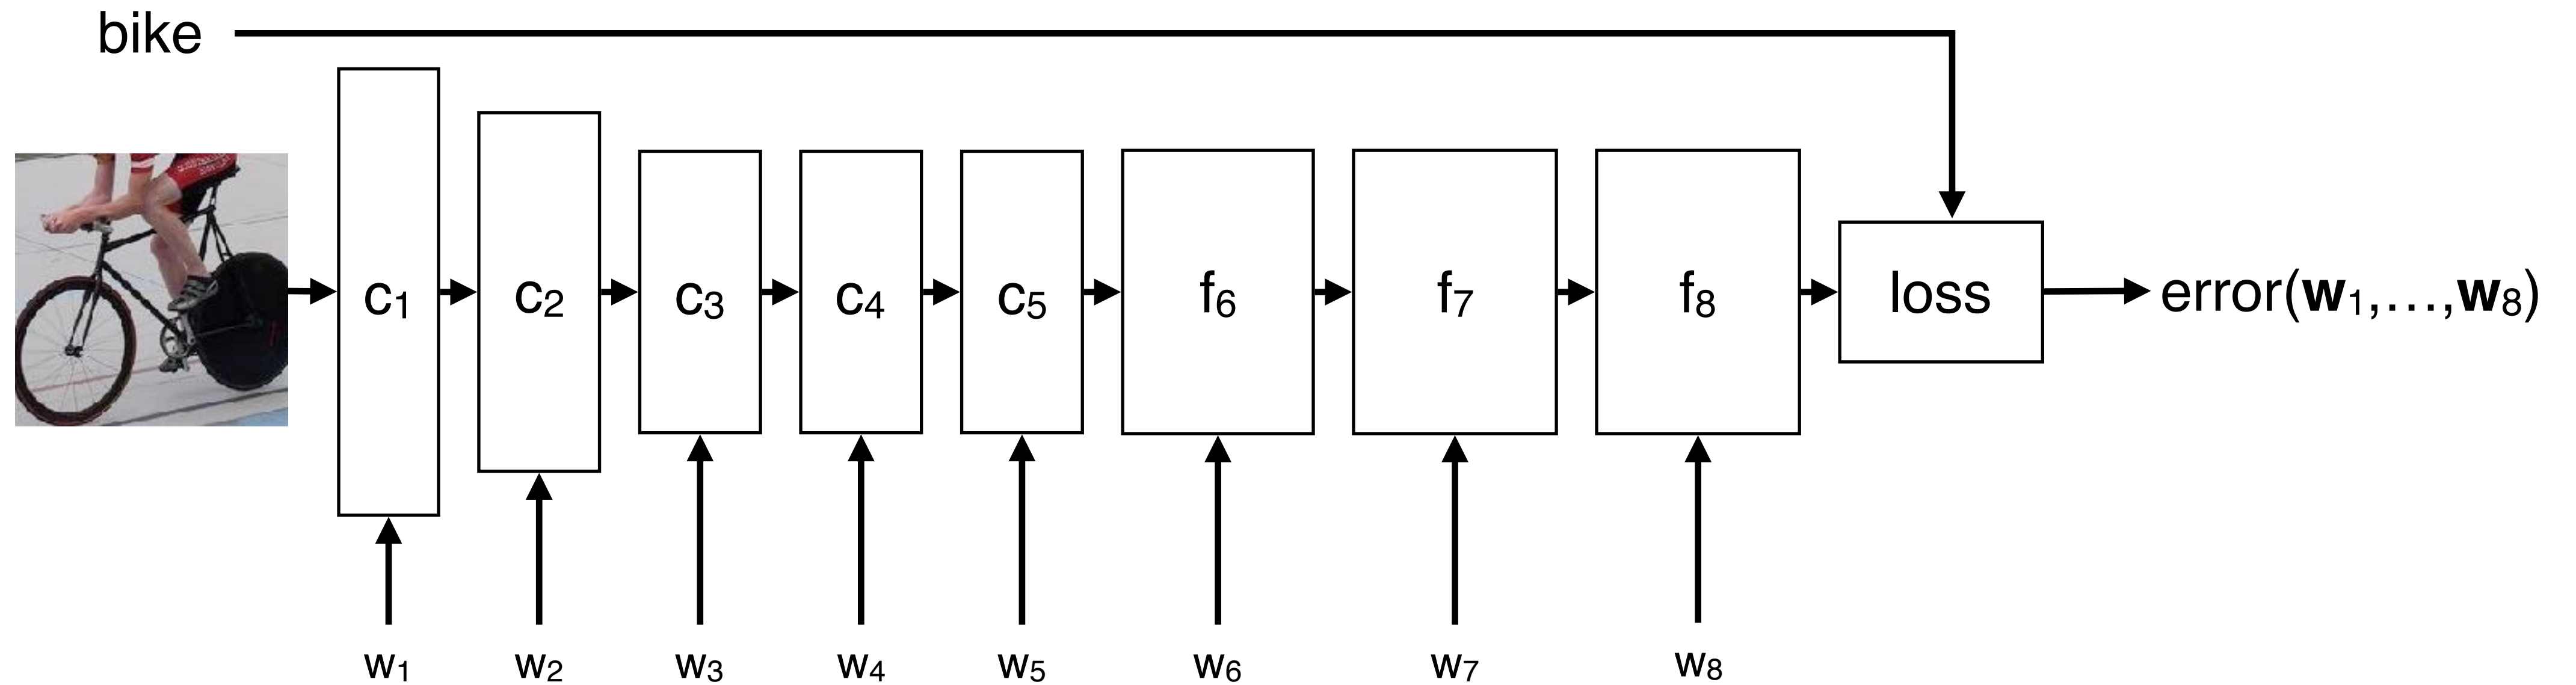 bike
c₁ c₂ c₃ c₄ c₅ f₆ f₇ f₈ loss error(w₁,…,w₈)
w₁ w₂ w₃ w₄ w₅ w₆ w₇ w₈